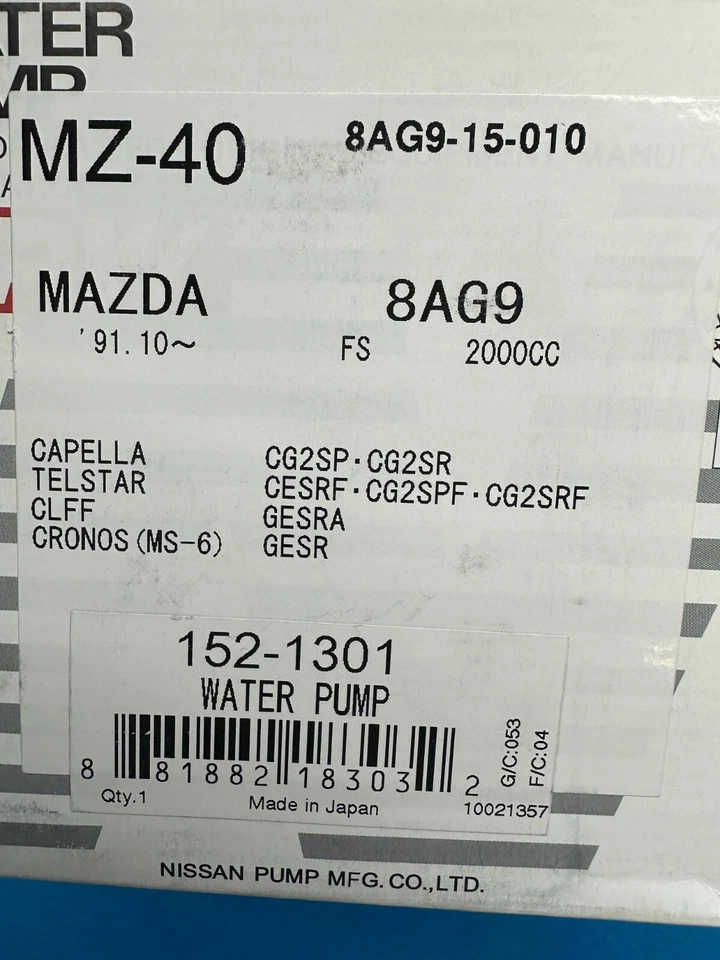 MZ-40 8AG9-15-010
MAZDA 8AG9
'91.10～ FS 2000CC
CAPELLA CG2SP・CG2SR
TELSTAR CESRF・CG2SPF・CG2SRF
CLFF GESRA
CRONOS(MS-6) GESR
152-1301
WATER PUMP
8 81882 18303 2
G/C:053
F/C:04
Qty.1 Made in Japan 10021357
NISSAN PUMP MFG. CO.,LTD.